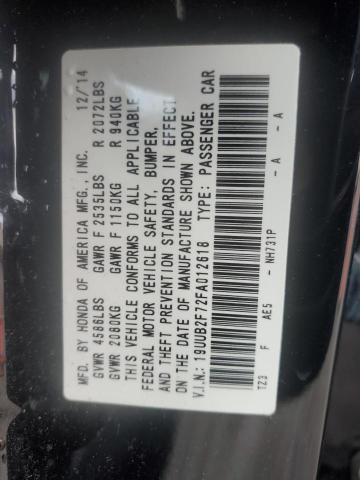 MFD. BY HONDA OF AMERICA MFG., INC. 12/14
GVWR 4586LBS GAWR F 2535LBS R 2072LBS
GVWR 2080KG GAWR F 1150KG R 940KG
THIS VEHICLE CONFORMS TO ALL APPLICABLE
FEDERAL MOTOR VEHICLE SAFETY, BUMPER,
AND THEFT PREVENTION STANDARDS IN EFFECT
ON THE DATE OF MANUFACTURE SHOWN ABOVE.
V.I.N.: 19UUB2F72FA012618 TYPE: PASSENGER CAR
TZ3 F AE5 - NH731P - A - A